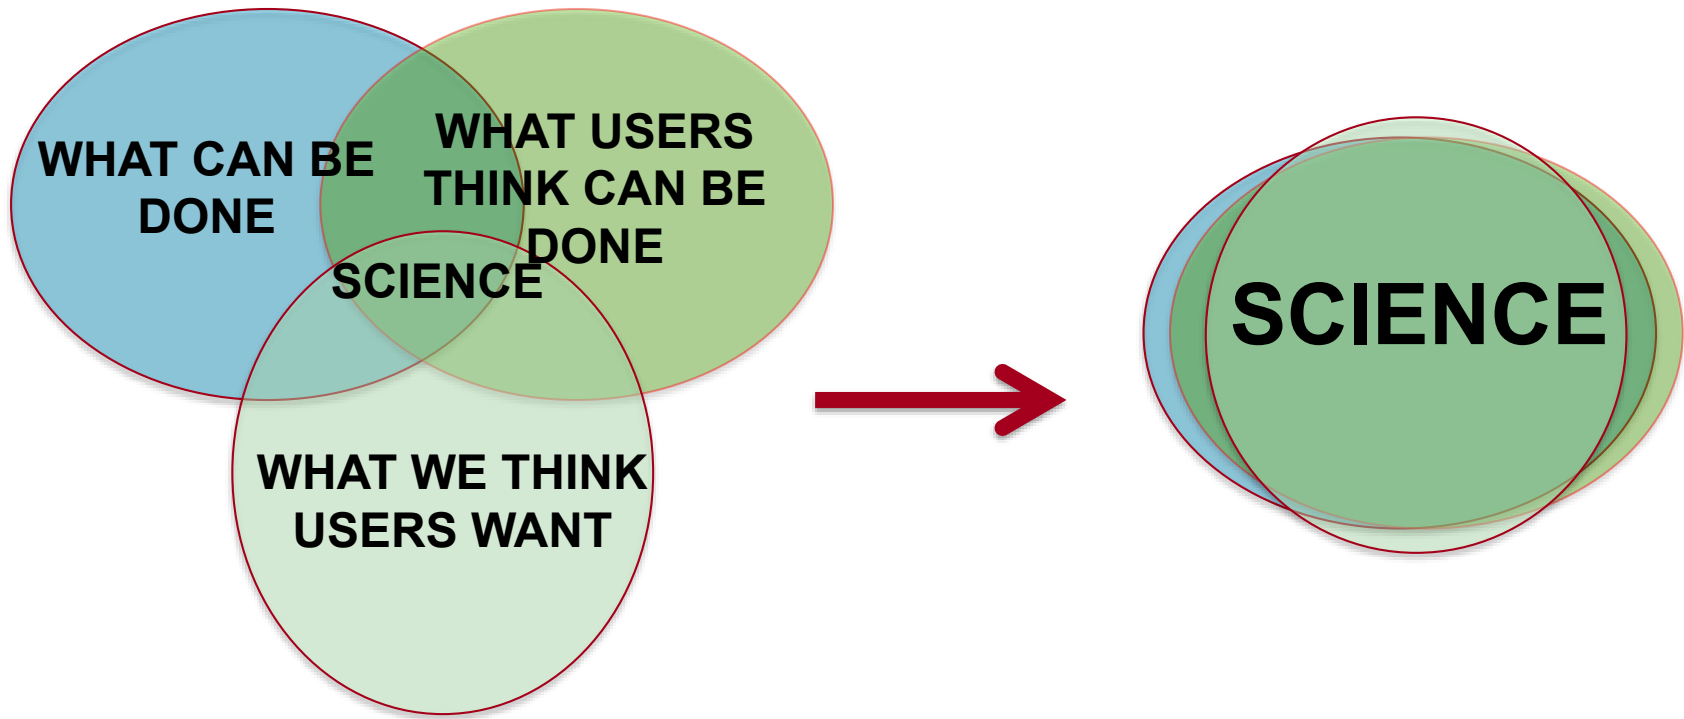 WHAT CAN BE
DONE
WHAT USERS
THINK CAN BE
DONE
SCIENCE
WHAT WE THINK
USERS WANT
SCIENCE